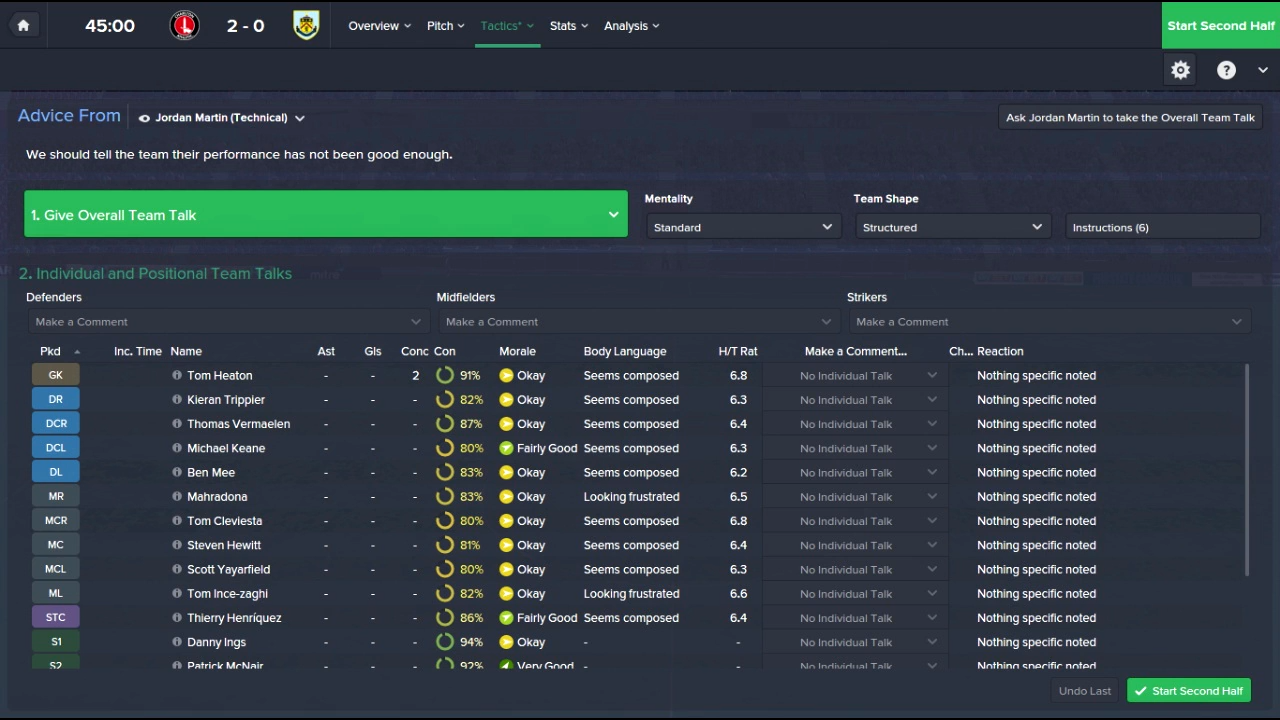 45:00 2 - 0 Overview Pitch Tactics* Stats Analysis Start Second Half
?
Advice From Jordan Martin (Technical) Ask Jordan Martin to take the Overall Team Talk
We should tell the team their performance has not been good enough.
Mentality Team Shape
1. Give Overall Team Talk
Standard Structured Instructions (6)
2. Individual and Positional Team Talks
Defenders Midfielders Strikers
Make a Comment Make a Comment Make a Comment
Pkd Inc. Time Name Ast Gls Conc Con Morale Body Language H/T Rat Make a Comment... Ch... Reaction
GK Tom Heaton - - 2 91% Okay Seems composed 6.8 No Individual Talk Nothing specific noted
DR Kieran Trippier - - - 82% Okay Seems composed 6.3 No Individual Talk Nothing specific noted
DCR Thomas Vermaelen - - - 87% Okay Seems composed 6.4 No Individual Talk Nothing specific noted
DCL Michael Keane - - - 80% Fairly Good Seems composed 6.3 No Individual Talk Nothing specific noted
DL Ben Mee - - - 83% Okay Seems composed 6.2 No Individual Talk Nothing specific noted
MR Mahradona - - - 83% Okay Looking frustrated 6.5 No Individual Talk Nothing specific noted
MCR Tom Cleviesta - - - 80% Okay Seems composed 6.8 No Individual Talk Nothing specific noted
MC Steven Hewitt - - - 81% Okay Seems composed 6.4 No Individual Talk Nothing specific noted
MCL Scott Yayarfield - - - 80% Okay Seems composed 6.3 No Individual Talk Nothing specific noted
ML Tom Ince-zaghi - - - 82% Okay Looking frustrated 6.6 No Individual Talk Nothing specific noted
STC Thierry Henríquez - - - 86% Fairly Good Seems composed 6.4 No Individual Talk Nothing specific noted
S1 Danny Ings - - - 94% Okay - - No Individual Talk Nothing specific noted
S2 Patrick McNair - - - 92% Very Good - - No Individual Talk Nothing specific noted
Undo Last Start Second Half